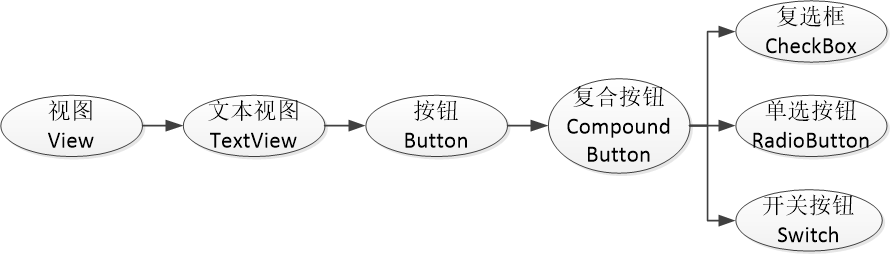 视图
View
文本视图
TextView
按钮
Button
复合按钮
Compound
Button
复选框
CheckBox
单选按钮
RadioButton
开关按钮
Switch